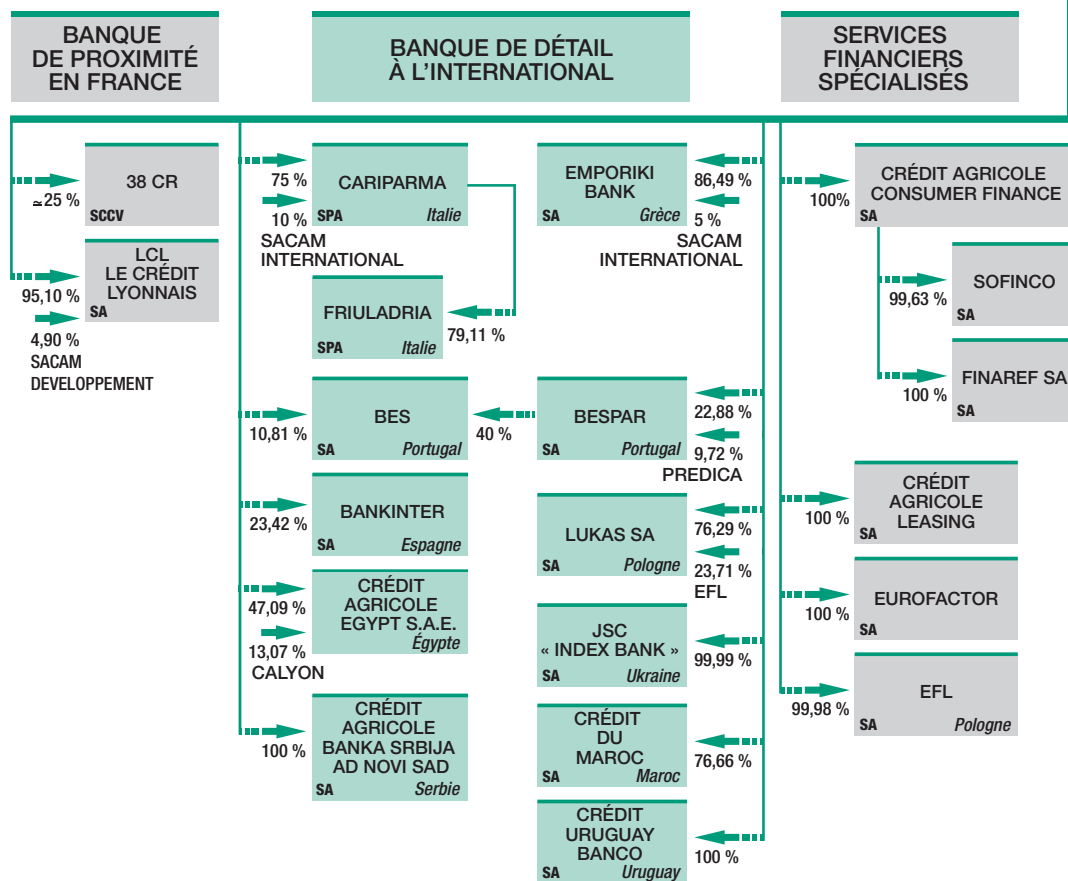 BANQUE
DE PROXIMITÉ
EN FRANCE
BANQUE DE DÉTAIL
À L'INTERNATIONAL
SERVICES
FINANCIERS
SPÉCIALISÉS
38 CR
SCCV
≃25 %
LCL
LE CRÉDIT
LYONNAIS
SA
95,10 %
4,90 %
SACAM
DEVELOPPEMENT
CARIPARMA
SPA Italie
75 %
10 %
SACAM
INTERNATIONAL
FRIULADRIA
SPA Italie
79,11 %
BES
SA Portugal
10,81 %
40 %
BANKINTER
SA Espagne
23,42 %
CRÉDIT
AGRICOLE
EGYPT S.A.E.
Égypte
47,09 %
13,07 %
CALYON
CRÉDIT
AGRICOLE
BANKA SRBIJA
AD NOVI SAD
SA Serbie
100 %
EMPORIKI
BANK
SA Grèce
86,49 %
5 %
SACAM
INTERNATIONAL
BESPAR
SA Portugal
22,88 %
9,72 %
PREDICA
LUKAS SA
SA Pologne
76,29 %
23,71 %
EFL
JSC
« INDEX BANK »
SA Ukraine
99,99 %
CRÉDIT
DU
MAROC
SA Maroc
76,66 %
CRÉDIT
URUGUAY
BANCO
SA Uruguay
100 %
CRÉDIT AGRICOLE
CONSUMER FINANCE
SA
100%
SOFINCO
SA
99,63 %
FINAREF SA
SA
100 %
CRÉDIT
AGRICOLE
LEASING
SA
100 %
EUROFACTOR
SA
100 %
EFL
SA Pologne
99,98 %